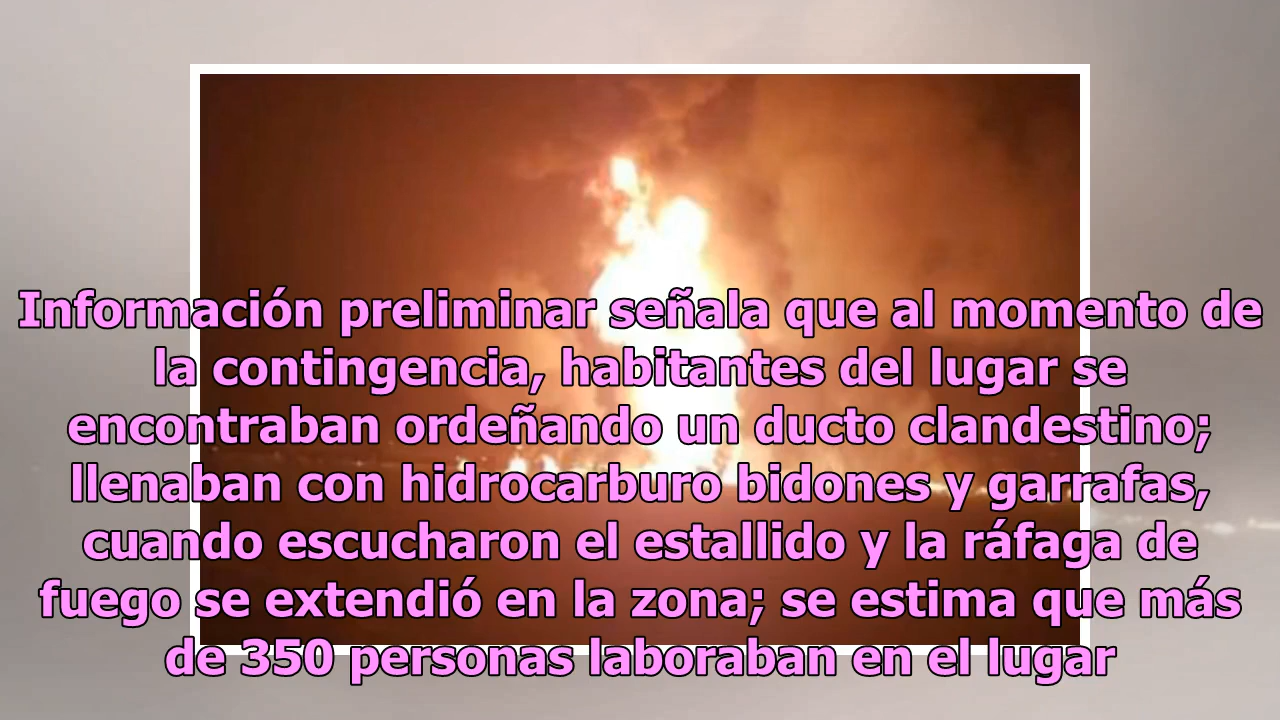 Información preliminar señala que al momento de
la contingencia, habitantes del lugar se
encontraban ordeñando un ducto clandestino;
llenaban con hidrocarburo bidones y garrafas,
cuando escucharon el estallido y la ráfaga de
fuego se extendió en la zona; se estima que más
de 350 personas laboraban en el lugar